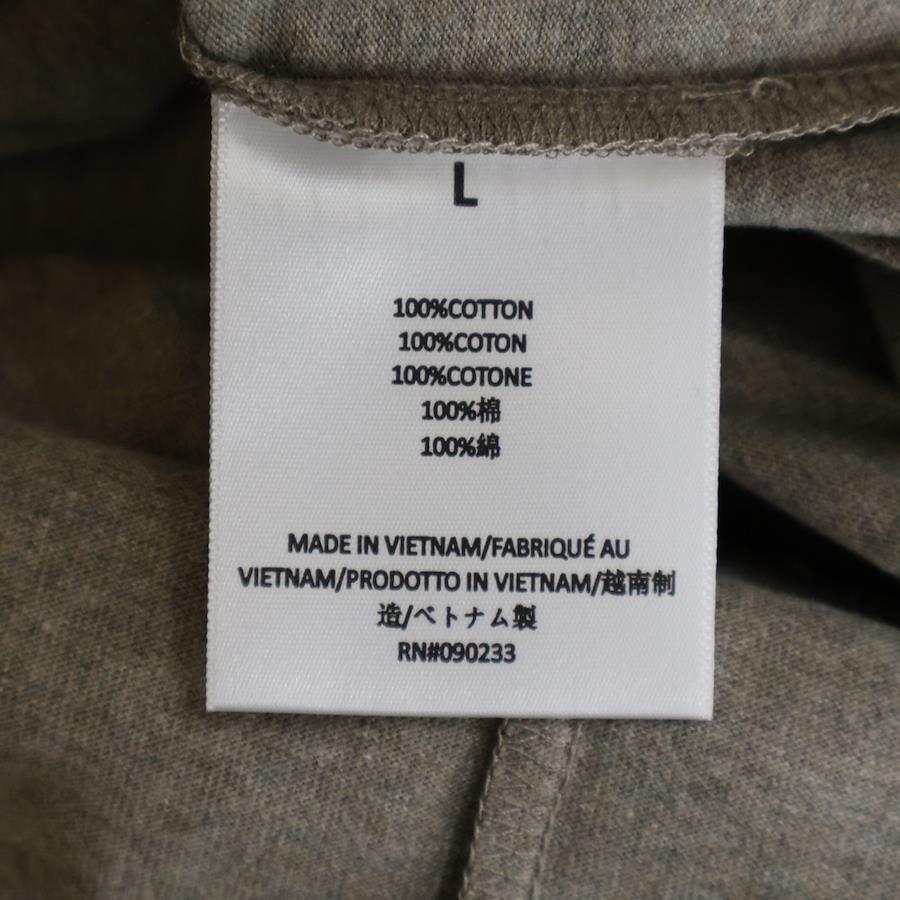 L
100%COTTON
100%COTON
100%COTONE
100%棉
100%綿
MADE IN VIETNAM/FABRIQUÉ AU
VIETNAM/PRODOTTO IN VIETNAM/越南制
造/ベトナム製
RN#090233